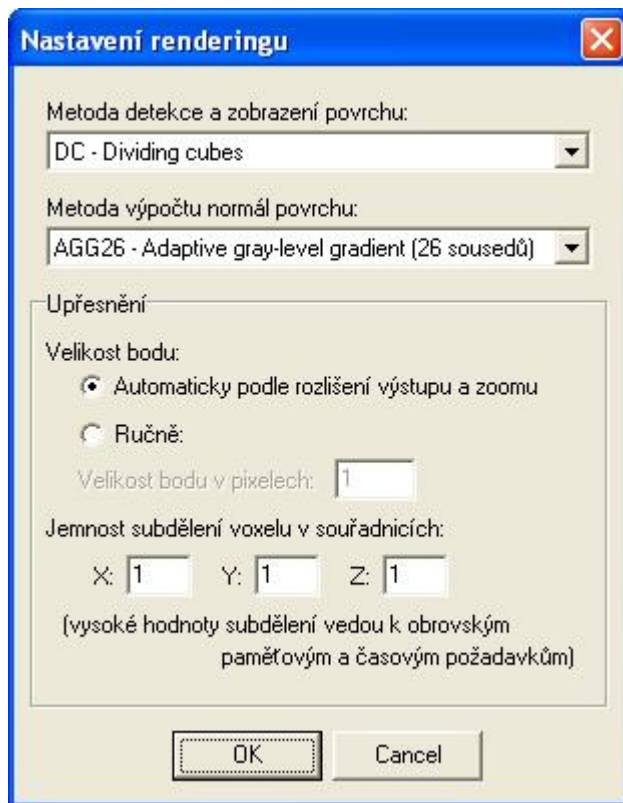 Nastavení renderingu
Metoda detekce a zobrazení povrchu:
DC - Dividing cubes
Metoda výpočtu normál povrchu:
AGG26 - Adaptive gray-level gradient (26 sousedů)
Upřesnění
Velikost bodu:
Automaticky podle rozlišení výstupu a zoomu
Ručně:
Velikost bodu v pixelech: 1
Jemnost subdělení voxelu v souřadnicích:
X: 1 Y: 1 Z: 1
(vysoké hodnoty subdělení vedou k obrovským
paměťovým a časovým požadavkům)
OK Cancel